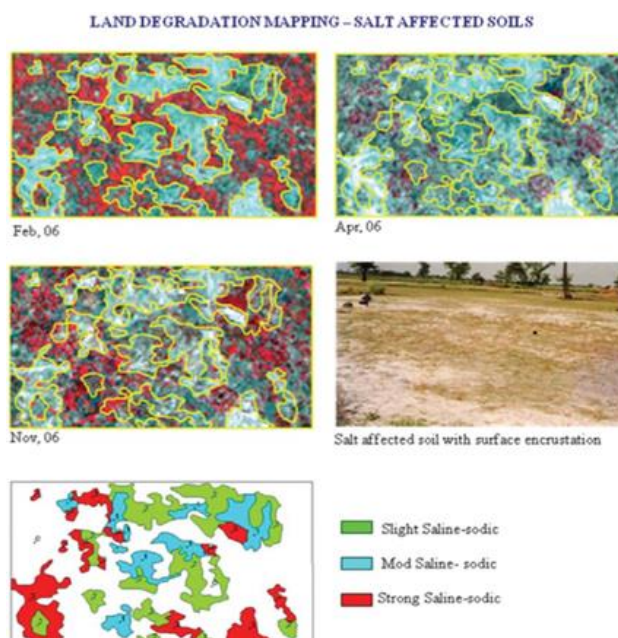 LAND DEGRADATION MAPPING – SALT AFFECTED SOILS
Feb, 06
Apr, 06
Nov, 06
Salt affected soil with surface encrustation
Slight Saline-sodic
Mod Saline- sodic
Strong Saline-sodic